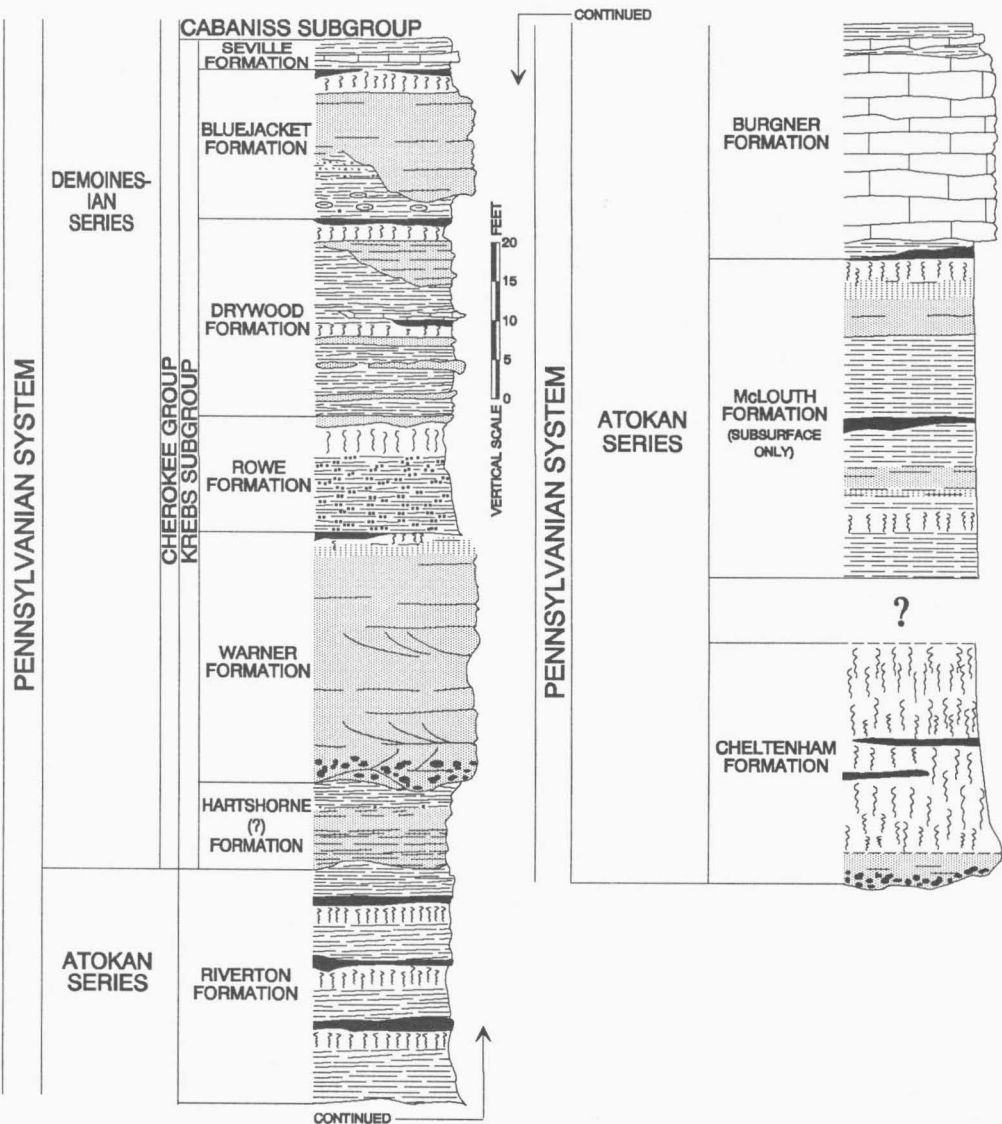 CABANISS SUBGROUP
SEVILLE
FORMATION
BLUEJACKET
FORMATION
DEMOINES-
IAN
SERIES
DRYWOOD
FORMATION
CHEROKEE GROUP
KREBS SUBGROUP
ROWE
FORMATION
WARNER
FORMATION
HARTSHORNE
(?)
FORMATION
PENNSYLVANIAN SYSTEM
ATOKAN
SERIES
RIVERTON
FORMATION
CONTINUED
VERTICAL SCALE
FEET
20
15
10
5
0
CONTINUED
PENNSYLVANIAN SYSTEM
ATOKAN
SERIES
BURGNER
FORMATION
McLOUTH
FORMATION
(SUBSURFACE
ONLY)
?
CHELTENHAM
FORMATION